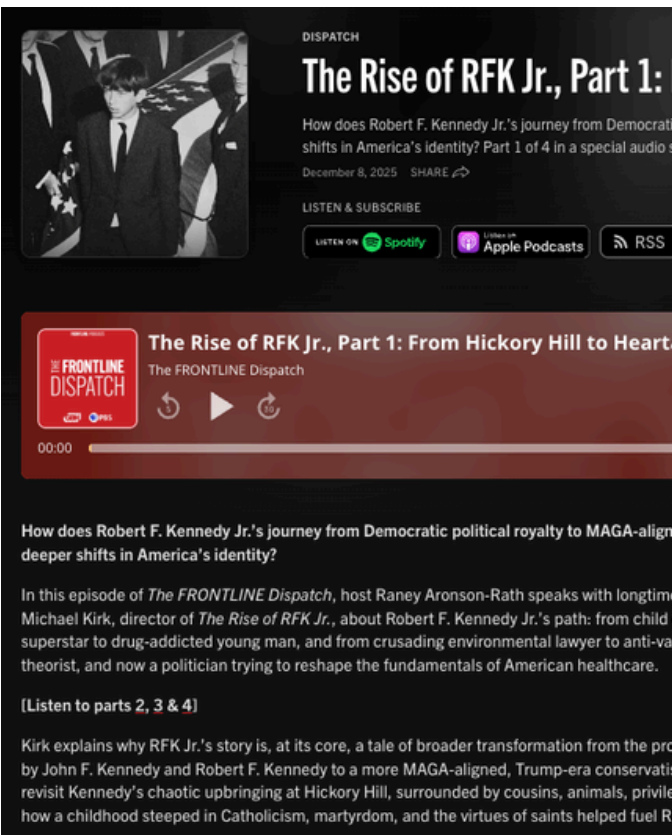 DISPATCH
The Rise of RFK Jr., Part 1:
How does Robert F. Kennedy Jr.'s journey from Democrati
shifts in America's identity? Part 1 of 4 in a special audio s
December 8, 2025 SHARE
LISTEN & SUBSCRIBE
LISTEN ON Spotify
Listen on
Apple Podcasts
RSS
The Rise of RFK Jr., Part 1: From Hickory Hill to Hearta
The FRONTLINE Dispatch
THE FRONTLINE
DISPATCH
PBS
5
30
00:00
How does Robert F. Kennedy Jr.'s journey from Democratic political royalty to MAGA-align
deeper shifts in America's identity?
In this episode of The FRONTLINE Dispatch, host Raney Aronson-Rath speaks with longtime
Michael Kirk, director of The Rise of RFK Jr., about Robert F. Kennedy Jr.'s path: from child
superstar to drug-addicted young man, and from crusading environmental lawyer to anti-va
theorist, and now a politician trying to reshape the fundamentals of American healthcare.
[Listen to parts 2, 3 & 4]
Kirk explains why RFK Jr.'s story is, at its core, a tale of broader transformation from the pro
by John F. Kennedy and Robert F. Kennedy to a more MAGA-aligned, Trump-era conservatis
revisit Kennedy's chaotic upbringing at Hickory Hill, surrounded by cousins, animals, privile
how a childhood steeped in Catholicism, martyrdom, and the virtues of saints helped fuel R